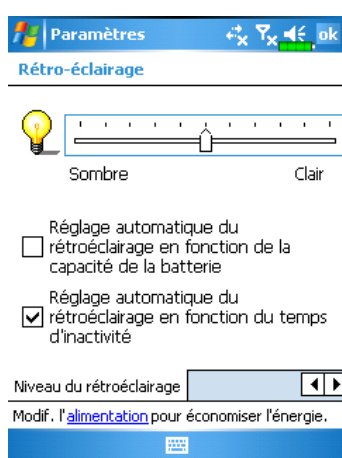 Paramètres ok
Rétro-éclairage
Sombre Clair
Réglage automatique du
rétroéclairage en fonction de la
capacité de la batterie
Réglage automatique du
rétroéclairage en fonction du temps
d'inactivité
Niveau du rétroéclairage
Modif. l'alimentation pour économiser l'énergie.